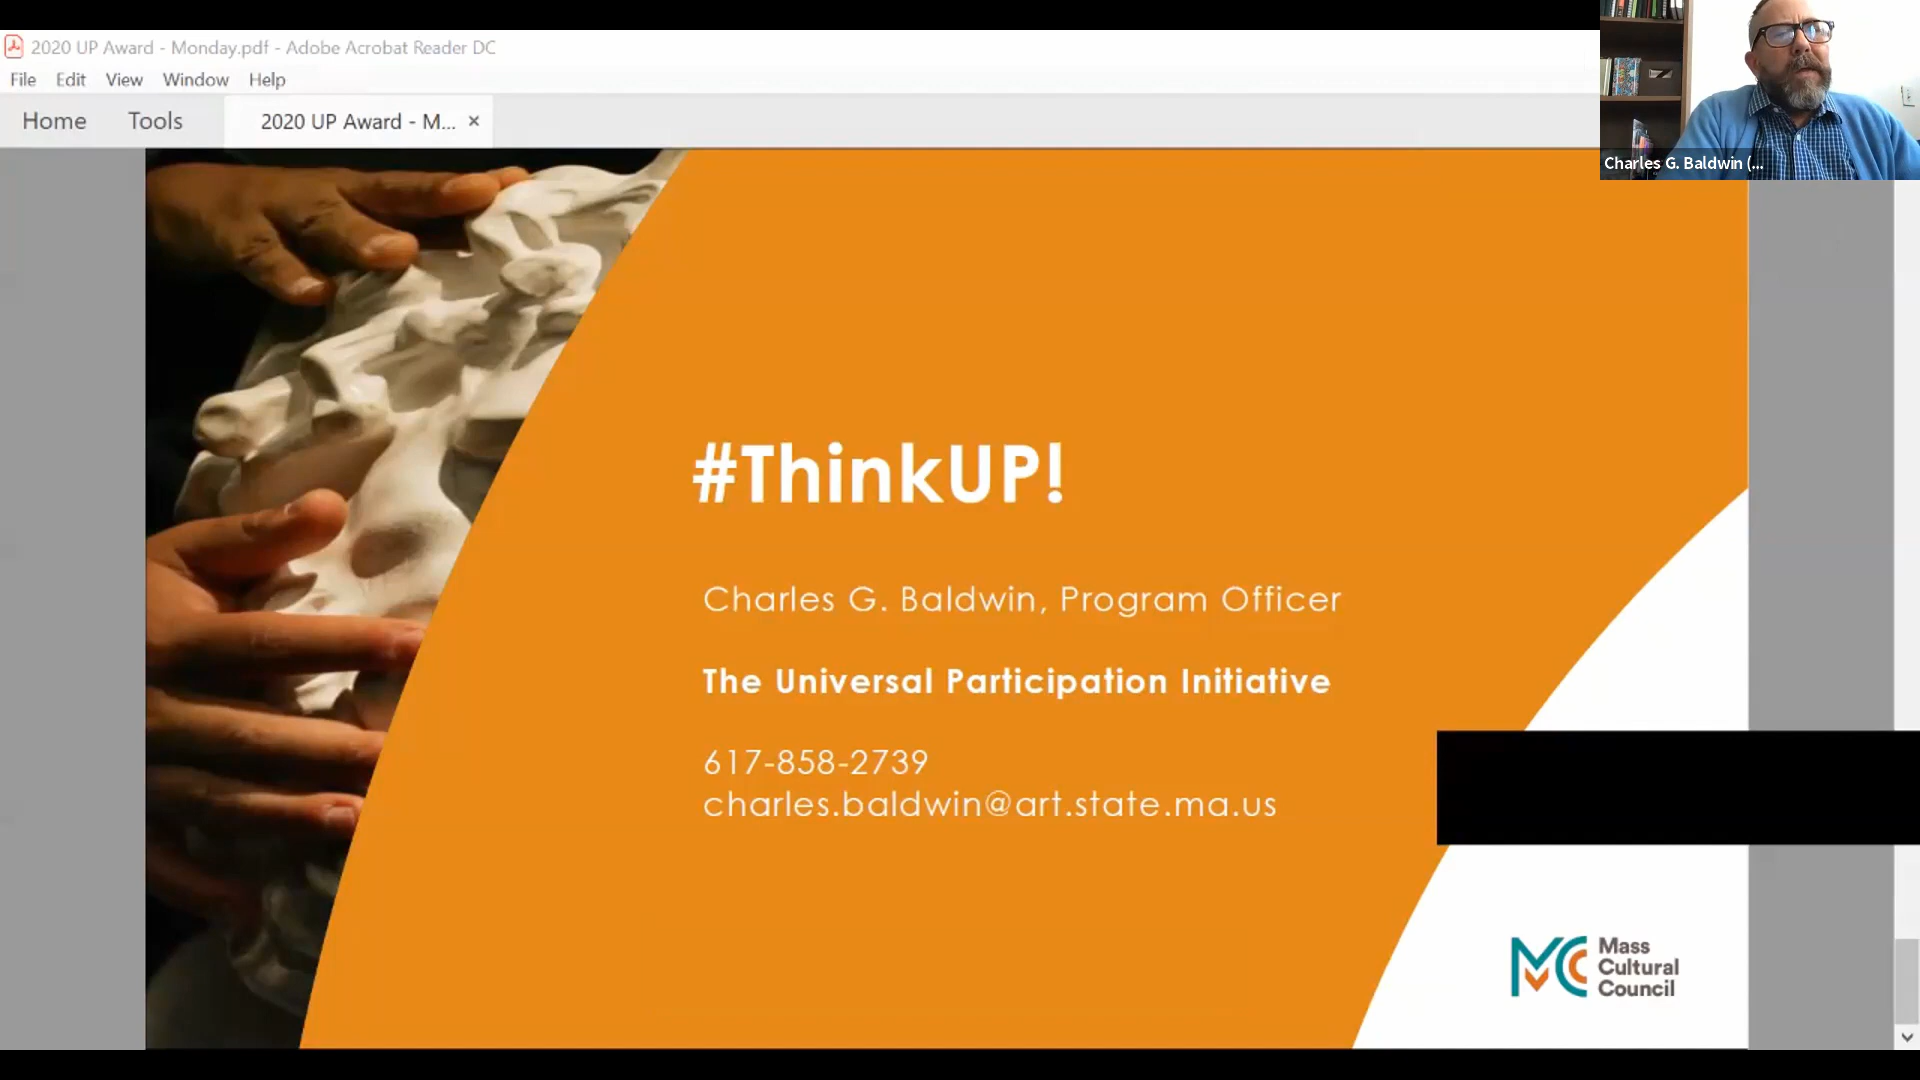 2020 UP Award - Monday.pdf - Adobe Acrobat Reader DC
File Edit View Window Help
Home Tools 2020 UP Award - M... ×
Charles G. Baldwin (...
#ThinkUP!
Charles G. Baldwin, Program Officer
The Universal Participation Initiative
617-858-2739
charles.baldwin@art.state.ma.us
Mass
Cultural
Council